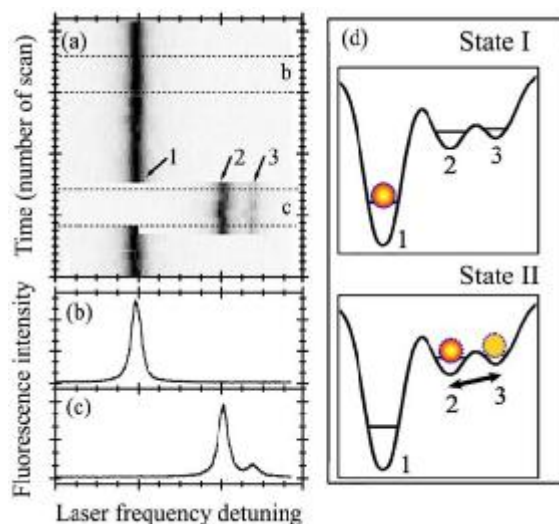 (a)
b
1
2
3
c
Time (number of scan)
(b)
(c)
Fluorescence intensity
Laser frequency detuning
(d)
State I
2
3
1
State II
2
3
1